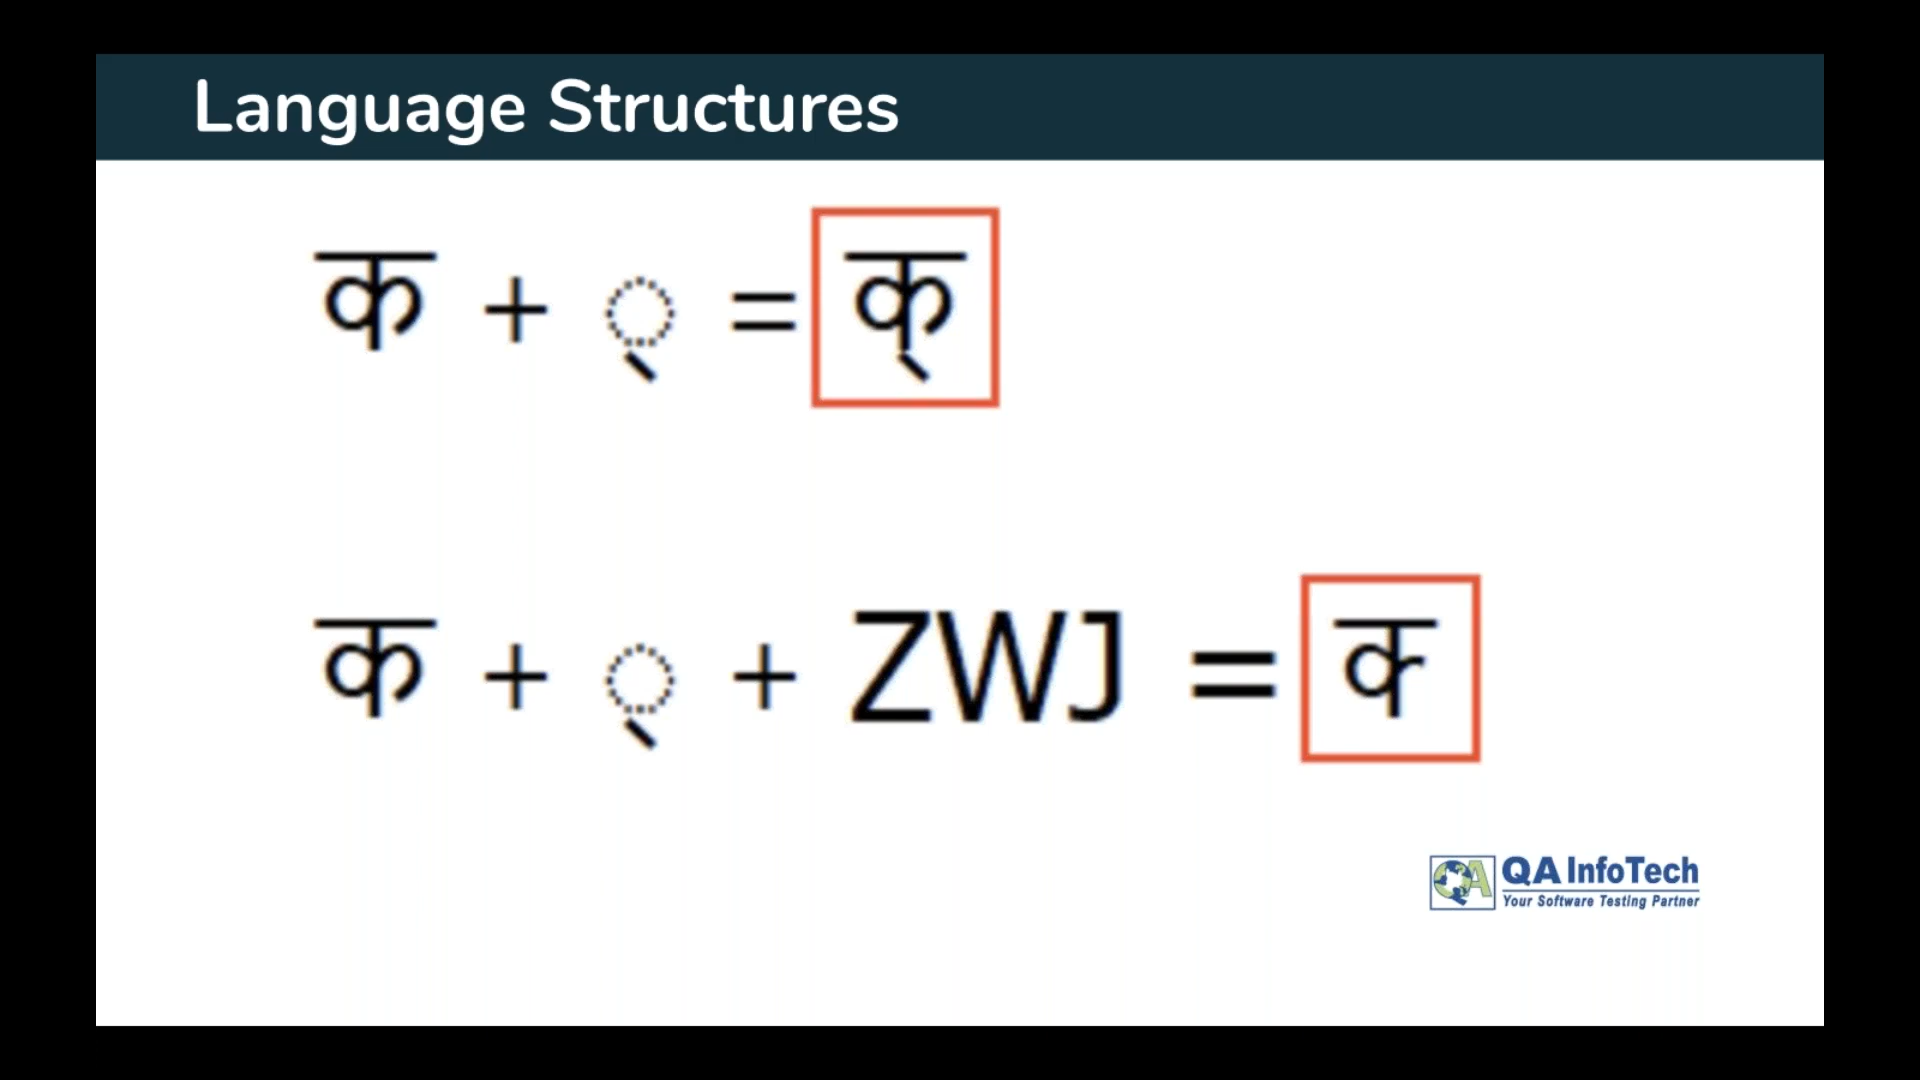 Language Structures
क + ् = क्
क + ् + ZWJ = क्‍
QA InfoTech
Your Software Testing Partner